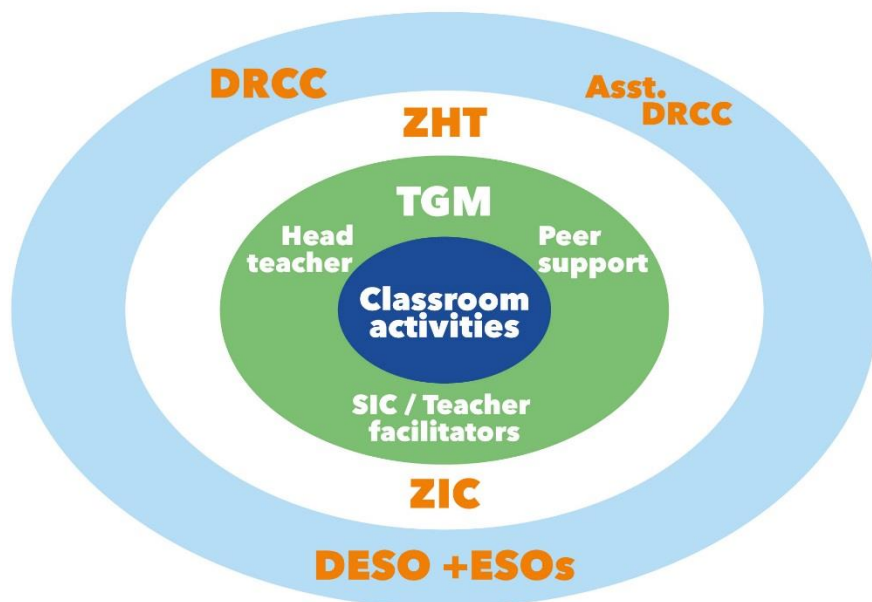 DRCC
Asst.
DRCC
ZHT
TGM
Head
teacher
Peer
support
Classroom
activities
SIC / Teacher
facilitators
ZIC
DESO +ESOs